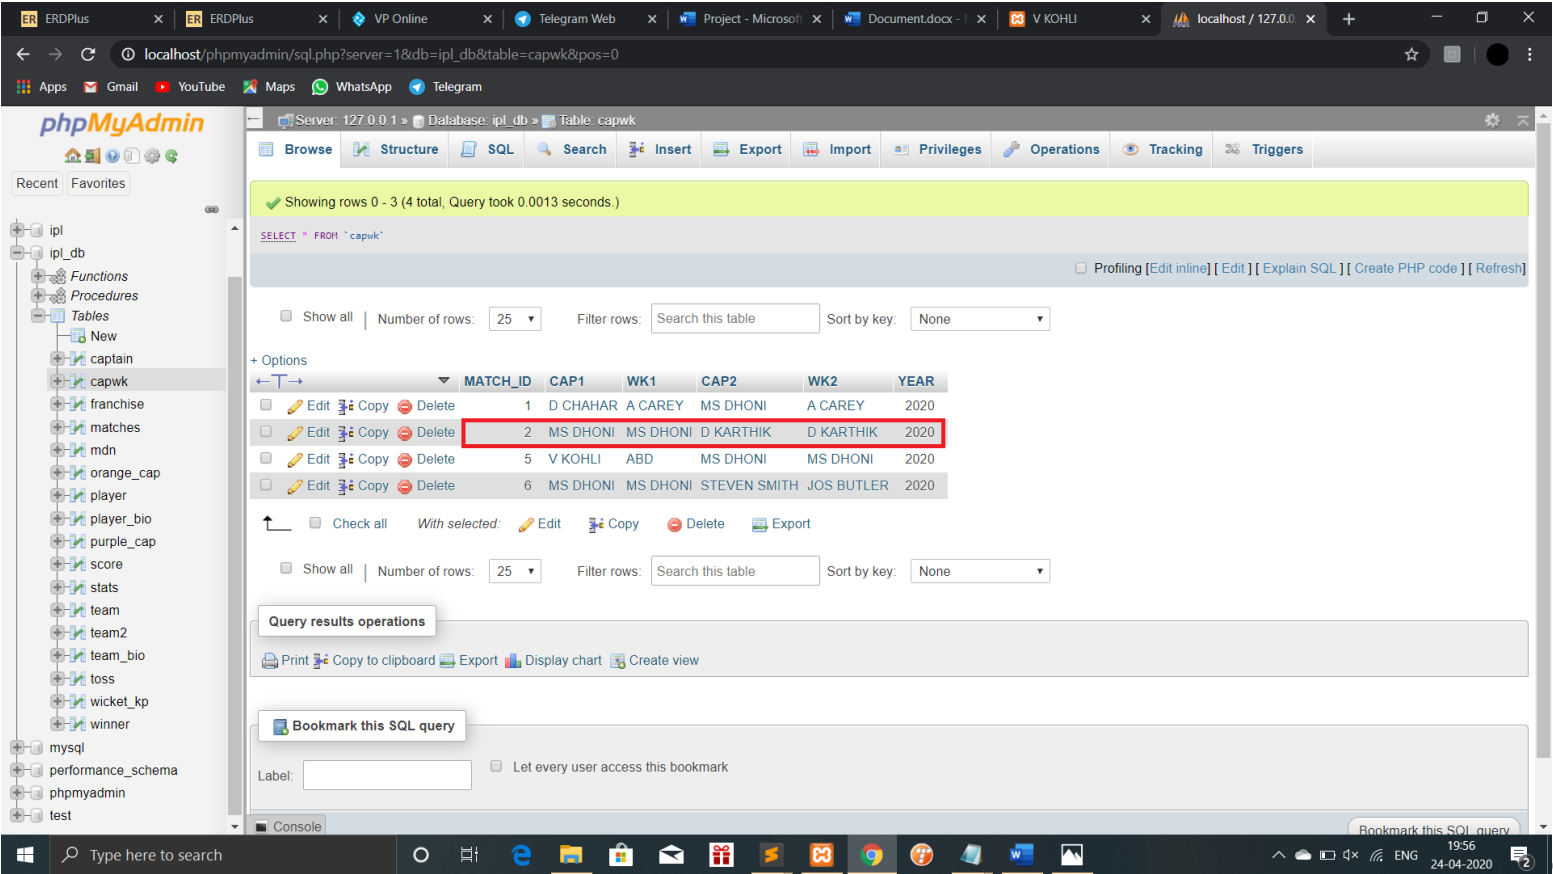 ERDPlus
ERDPlus
VP Online
Telegram Web
Project - Microsoft
Document.docx -
V KOHLI
localhost / 127.0.0.
localhost/phpmyadmin/sql.php?server=1&db=ipl_db&table=capwk&pos=0
Apps Gmail YouTube Maps WhatsApp Telegram
phpMyAdmin
Recent Favorites
ipl
ipl_db
Functions
Procedures
Tables
New
captain
capwk
franchise
matches
mdn
orange_cap
player
player_bio
purple_cap
score
stats
team
team2
team_bio
toss
wicket_kp
winner
mysql
performance_schema
phpmyadmin
test
Server: 127.0.0.1 » Database: ipl_db » Table: capwk
Browse Structure SQL Search Insert Export Import Privileges Operations Tracking Triggers
Showing rows 0 - 3 (4 total, Query took 0.0013 seconds.)
SELECT * FROM `capwk`
Profiling [Edit inline] [ Edit ] [ Explain SQL ] [ Create PHP code ] [ Refresh]
Show all | Number of rows: 25 Filter rows: Search this table Sort by key: None
+ Options
←T→ MATCH_ID CAP1 WK1 CAP2 WK2 YEAR
Edit Copy Delete 1 D CHAHAR A CAREY MS DHONI A CAREY 2020
Edit Copy Delete 2 MS DHONI MS DHONI D KARTHIK D KARTHIK 2020
Edit Copy Delete 5 V KOHLI ABD MS DHONI MS DHONI 2020
Edit Copy Delete 6 MS DHONI MS DHONI STEVEN SMITH JOS BUTLER 2020
Check all With selected: Edit Copy Delete Export
Show all | Number of rows: 25 Filter rows: Search this table Sort by key: None
Query results operations
Print Copy to clipboard Export Display chart Create view
Bookmark this SQL query
Label: Let every user access this bookmark
Console
Bookmark this SQL query
Type here to search
ENG
19:56
24-04-2020
2